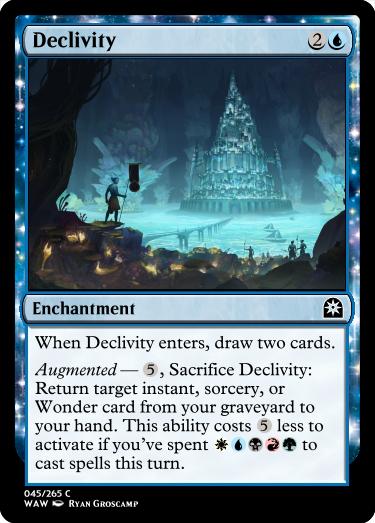 Declivity 2
Enchantment
When Declivity enters, draw two cards.
Augmented — 5, Sacrifice Declivity:
Return target instant, sorcery, or
Wonder card from your graveyard to
your hand. This ability costs 5 less to
activate if you've spent to
cast spells this turn.
045/265 C
WAW Ryan Groscamp